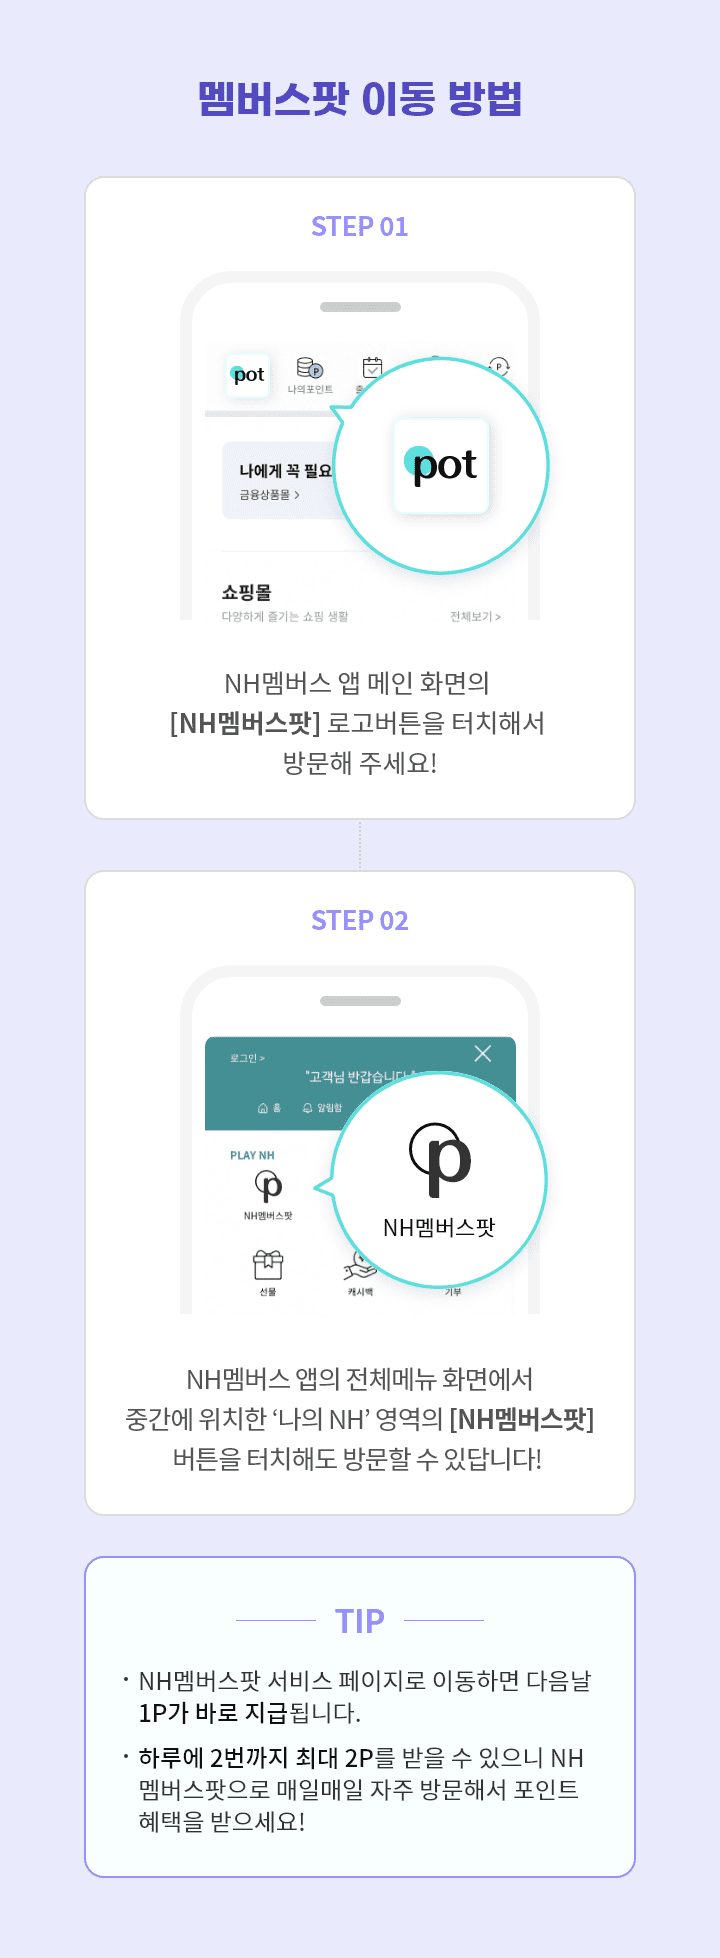 멤버스팟 이동 방법
STEP 01
pot
나의포인트
P
P
pot
나에게 꼭 필요
금융상품몰 >
쇼핑몰
다양하게 즐기는 쇼핑 생활
전체보기 >
NH멤버스 앱 메인 화면의
[NH멤버스팟] 로고버튼을 터치해서
방문해 주세요!
STEP 02
로그인 >
"고객님 반갑습니다
홈
알림함
PLAY NH
p
NH멤버스팟
p
NH멤버스팟
선물
캐시백
기부
NH멤버스 앱의 전체메뉴 화면에서
중간에 위치한 ‘나의 NH’ 영역의 [NH멤버스팟]
버튼을 터치해도 방문할 수 있답니다!
TIP
· NH멤버스팟 서비스 페이지로 이동하면 다음날
1P가 바로 지급됩니다.
· 하루에 2번까지 최대 2P를 받을 수 있으니 NH
멤버스팟으로 매일매일 자주 방문해서 포인트
혜택을 받으세요!